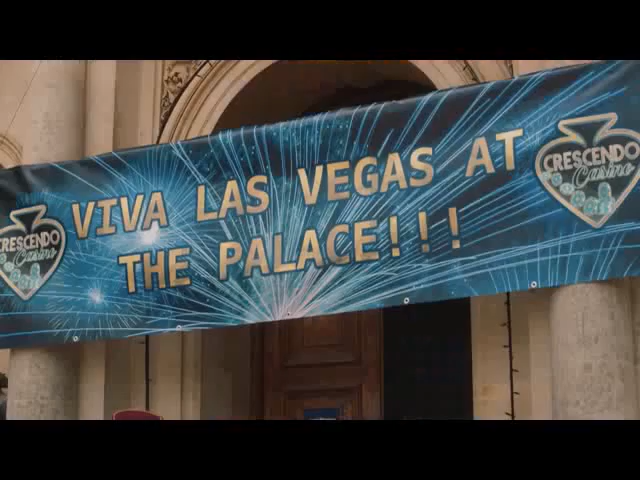 VIVA LAS VEGAS AT
THE PALACE!!!
CRESCENDO
Casino
CRESCENDO
Casino